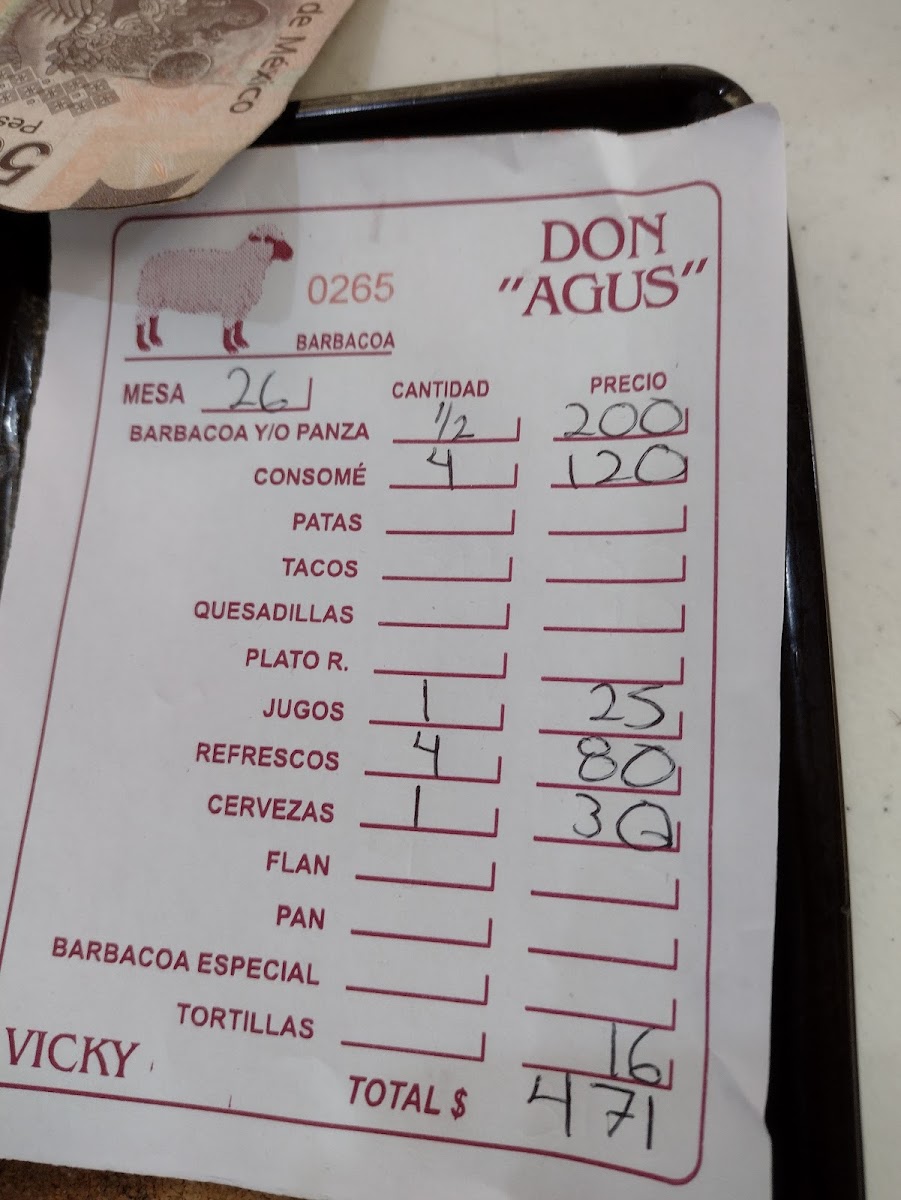 de México
50
pes
DON
"AGUS"
0265
BARBACOA
MESA 26 CANTIDAD PRECIO
BARBACOA Y/O PANZA 1/2 200
CONSOMÉ 4 120
PATAS
TACOS
QUESADILLAS
PLATO R.
JUGOS 1 25
REFRESCOS 4 80
CERVEZAS 1 30
FLAN
PAN
BARBACOA ESPECIAL
TORTILLAS 16
VICKY
TOTAL $ 471